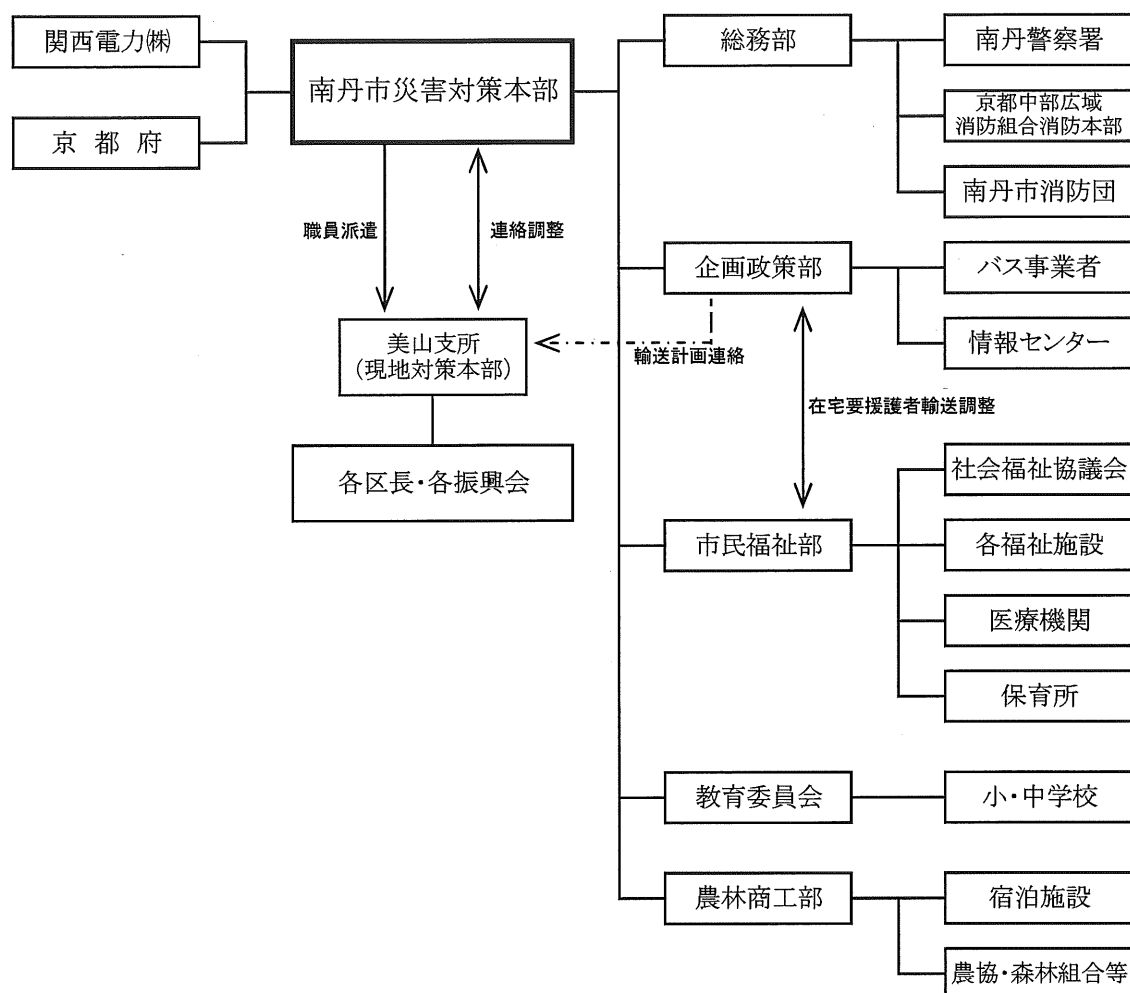 関西電力㈱
京都府
南丹市災害対策本部
職員派遣
連絡調整
美山支所
(現地対策本部)
各区長・各振興会
総務部
南丹警察署
京都中部広域
消防組合消防本部
南丹市消防団
企画政策部
バス事業者
情報センター
輸送計画連絡
在宅要援護者輸送調整
市民福祉部
社会福祉協議会
各福祉施設
医療機関
保育所
教育委員会
小・中学校
農林商工部
宿泊施設
農協・森林組合等